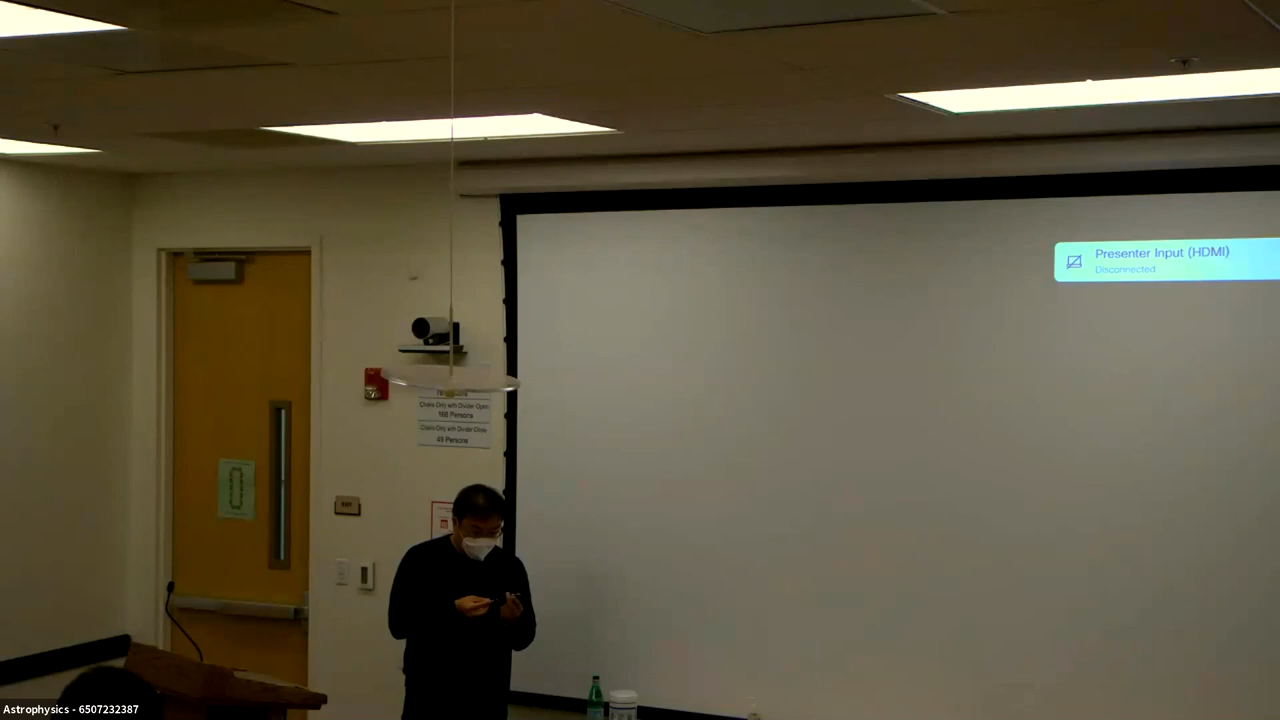 Presenter Input (HDMI)
Disconnected
Chairs Only with Divider Open
168 Persons
Chairs Only with Divider Close
49 Persons
EXIT
Astrophysics - 6507232387